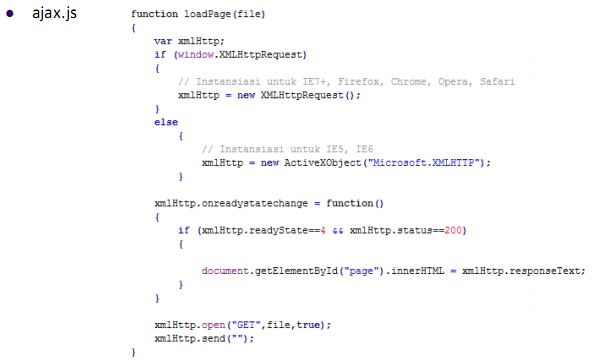 • ajax.js
function loadPage(file)
{
var xmlHttp;
if (window.XMLHttpRequest)
{
// Instansiasi untuk IE7+, Firefox, Chrome, Opera, Safari
xmlHttp = new XMLHttpRequest();
}
else
{
// Instansiasi untuk IE5, IE6
xmlHttp = new ActiveXObject("Microsoft.XMLHTTP");
}
xmlHttp.onreadystatechange = function()
{
if (xmlHttp.readyState==4 && xmlHttp.status==200)
{
document.getElementById("page").innerHTML = xmlHttp.responseText;
}
}
xmlHttp.open("GET",file,true);
xmlHttp.send("");
}